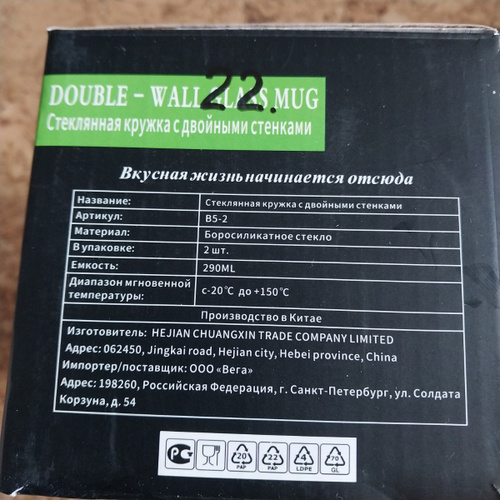 22.
DOUBLE - WALL GLASS MUG
Стеклянная кружка с двойными стенками
Вкусная жизнь начинается отсюда
Название: Стеклянная кружка с двойными стенками
Артикул: B5-2
Материал: Боросиликатное стекло
В упаковке: 2 шт.
Емкость: 290ML
Диапазон мгновенной температуры: с-20°C до +150°C
Производство в Китае
Изготовитель: HEJIAN CHUANGXIN TRADE COMPANY LIMITED
Адрес: 062450, Jingkai road, Hejian city, Hebei province, China
Импортер/поставщик: ООО «Вега»
Адрес: 198260, Российская Федерация, г. Санкт-Петербург, ул. Солдата
Корзуна, д. 54
20 22 4 70
PAP PAP LDPE GL